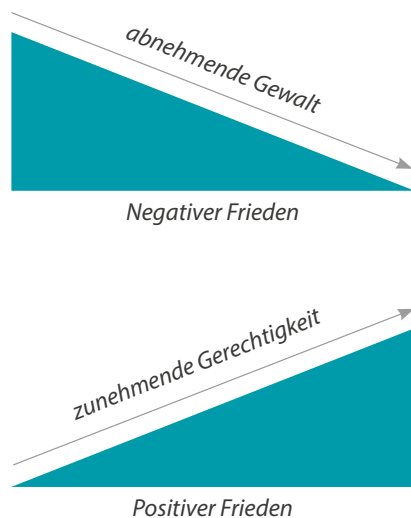 abnehmende Gewalt
Negativer Frieden
zunehmende Gerechtigkeit
Positiver Frieden